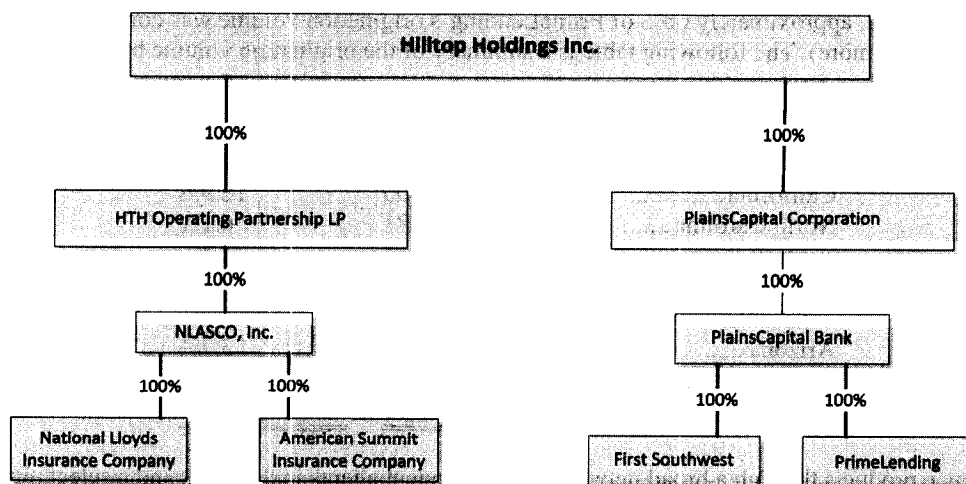 Hilltop Holdings Inc.
100%
100%
HTH Operating Partnership LP
PlainsCapital Corporation
100%
100%
NLASCO, Inc.
PlainsCapital Bank
100%
100%
100%
100%
National Lloyds
Insurance Company
American Summit
Insurance Company
First Southwest
PrimeLending